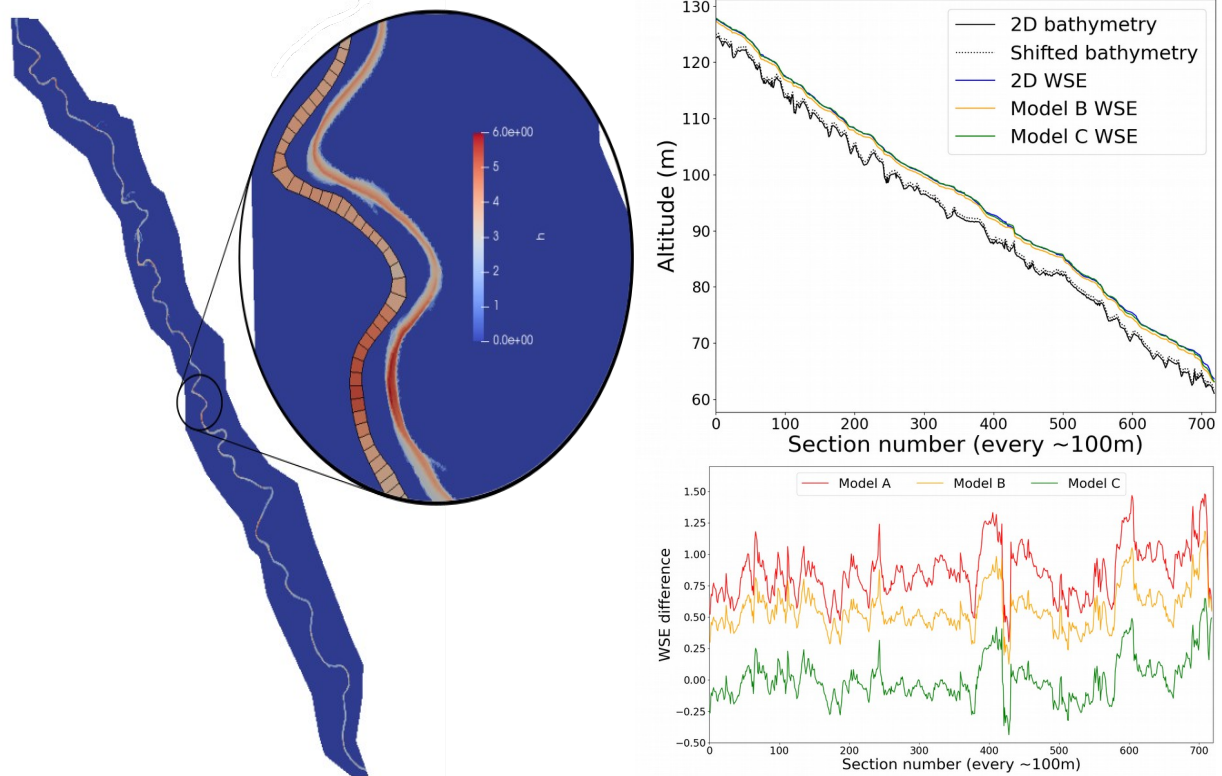 6.0e+00
5
4
3
2
1
0.0e+00
h
130
120
110
100
90
80
70
60
Altitude (m)
2D bathymetry
Shifted bathymetry
2D WSE
Model B WSE
Model C WSE
0 100 200 300 400 500 600 700
Section number (every ~100m)
Model A Model B Model C
1.50
1.25
1.00
0.75
0.50
0.25
0.00
−0.25
−0.50
WSE difference
0 100 200 300 400 500 600 700
Section number (every ~100m)